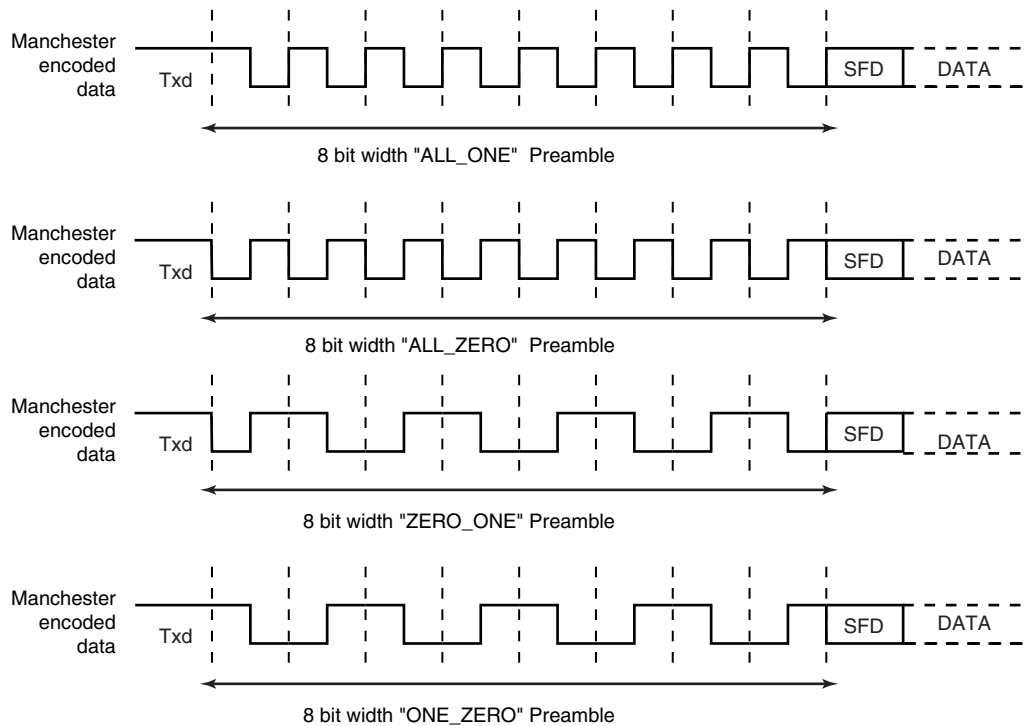 Manchester
encoded
data
Txd
SFD
DATA
8 bit width "ALL_ONE" Preamble
Manchester
encoded
data
Txd
SFD
DATA
8 bit width "ALL_ZERO" Preamble
Manchester
encoded
data
Txd
SFD
DATA
8 bit width "ZERO_ONE" Preamble
Manchester
encoded
data
Txd
SFD
DATA
8 bit width "ONE_ZERO" Preamble